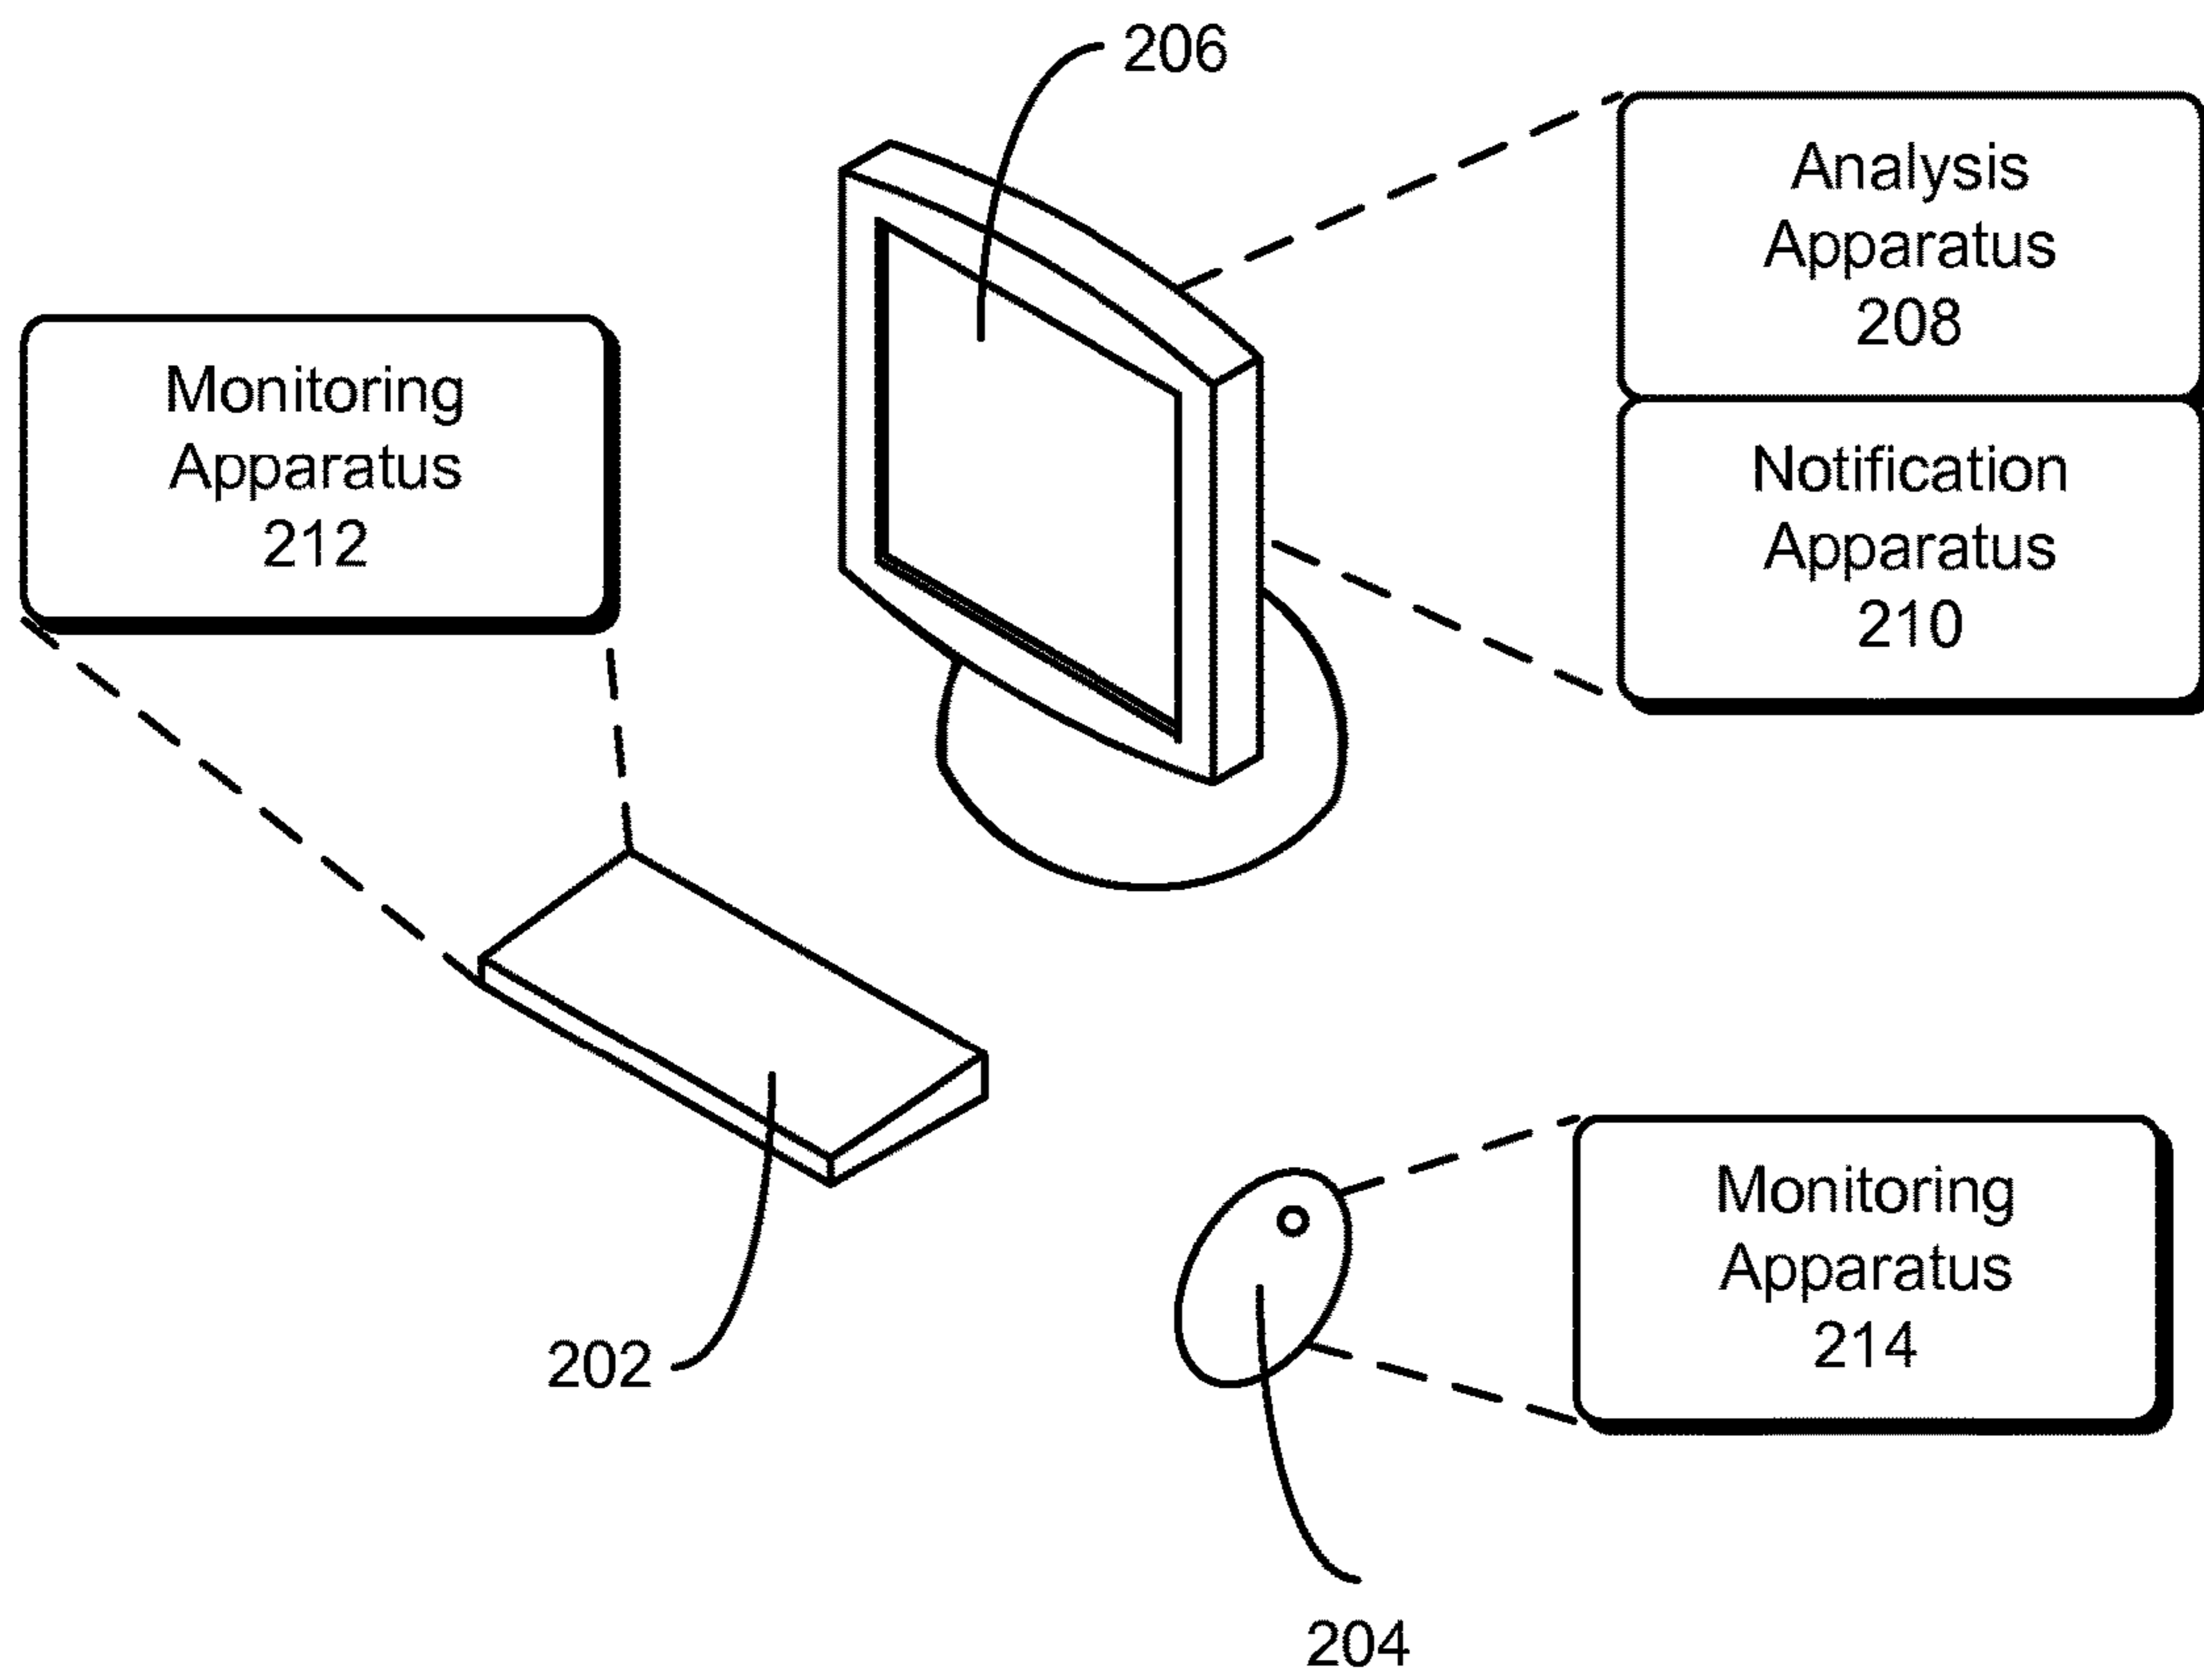 206
Analysis
Apparatus
208
Notification
Apparatus
210
Monitoring
Apparatus
212
202
Monitoring
Apparatus
214
204